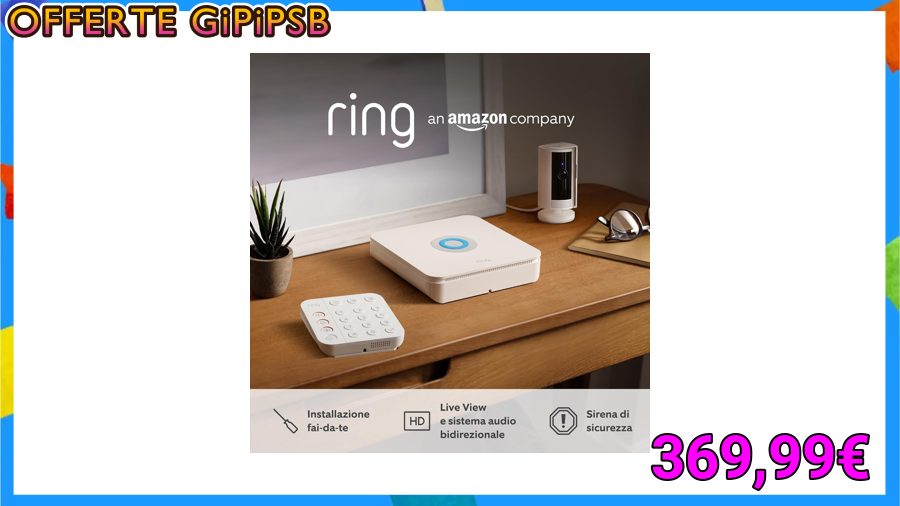 OFFERTE GiPiPSB
ring an amazon company
Installazione
fai-da-te
HD
Live View
e sistema audio
bidirezionale
Sirena di
sicurezza
369,99€